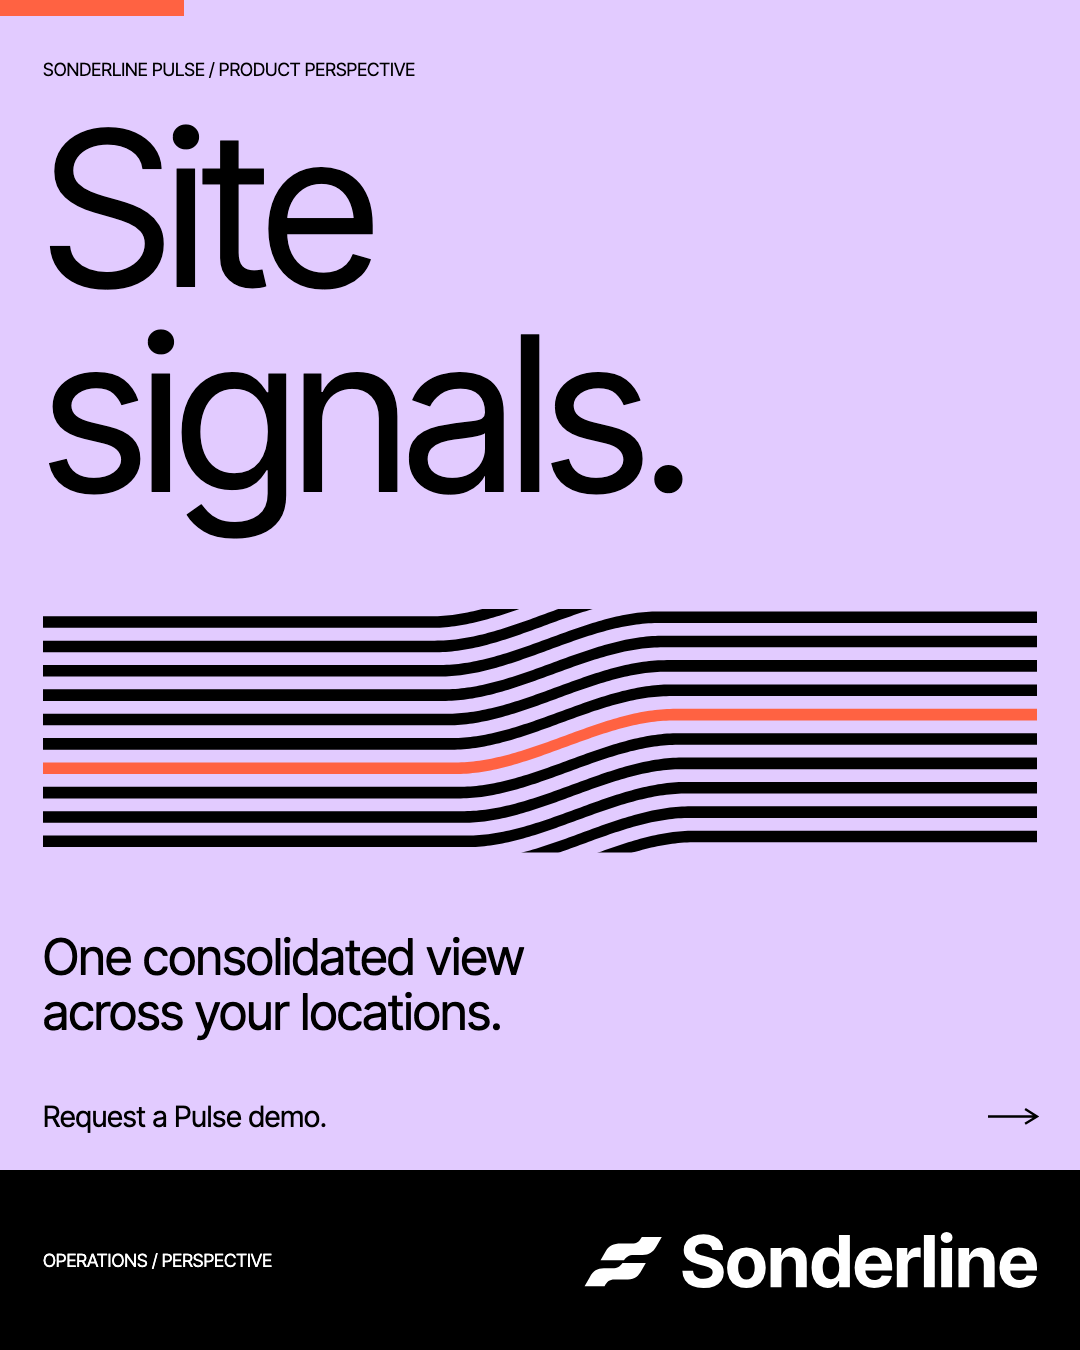 SONDERLINE PULSE / PRODUCT PERSPECTIVE
Site
signals.
One consolidated view
across your locations.
Request a Pulse demo.
OPERATIONS / PERSPECTIVE
Sonderline